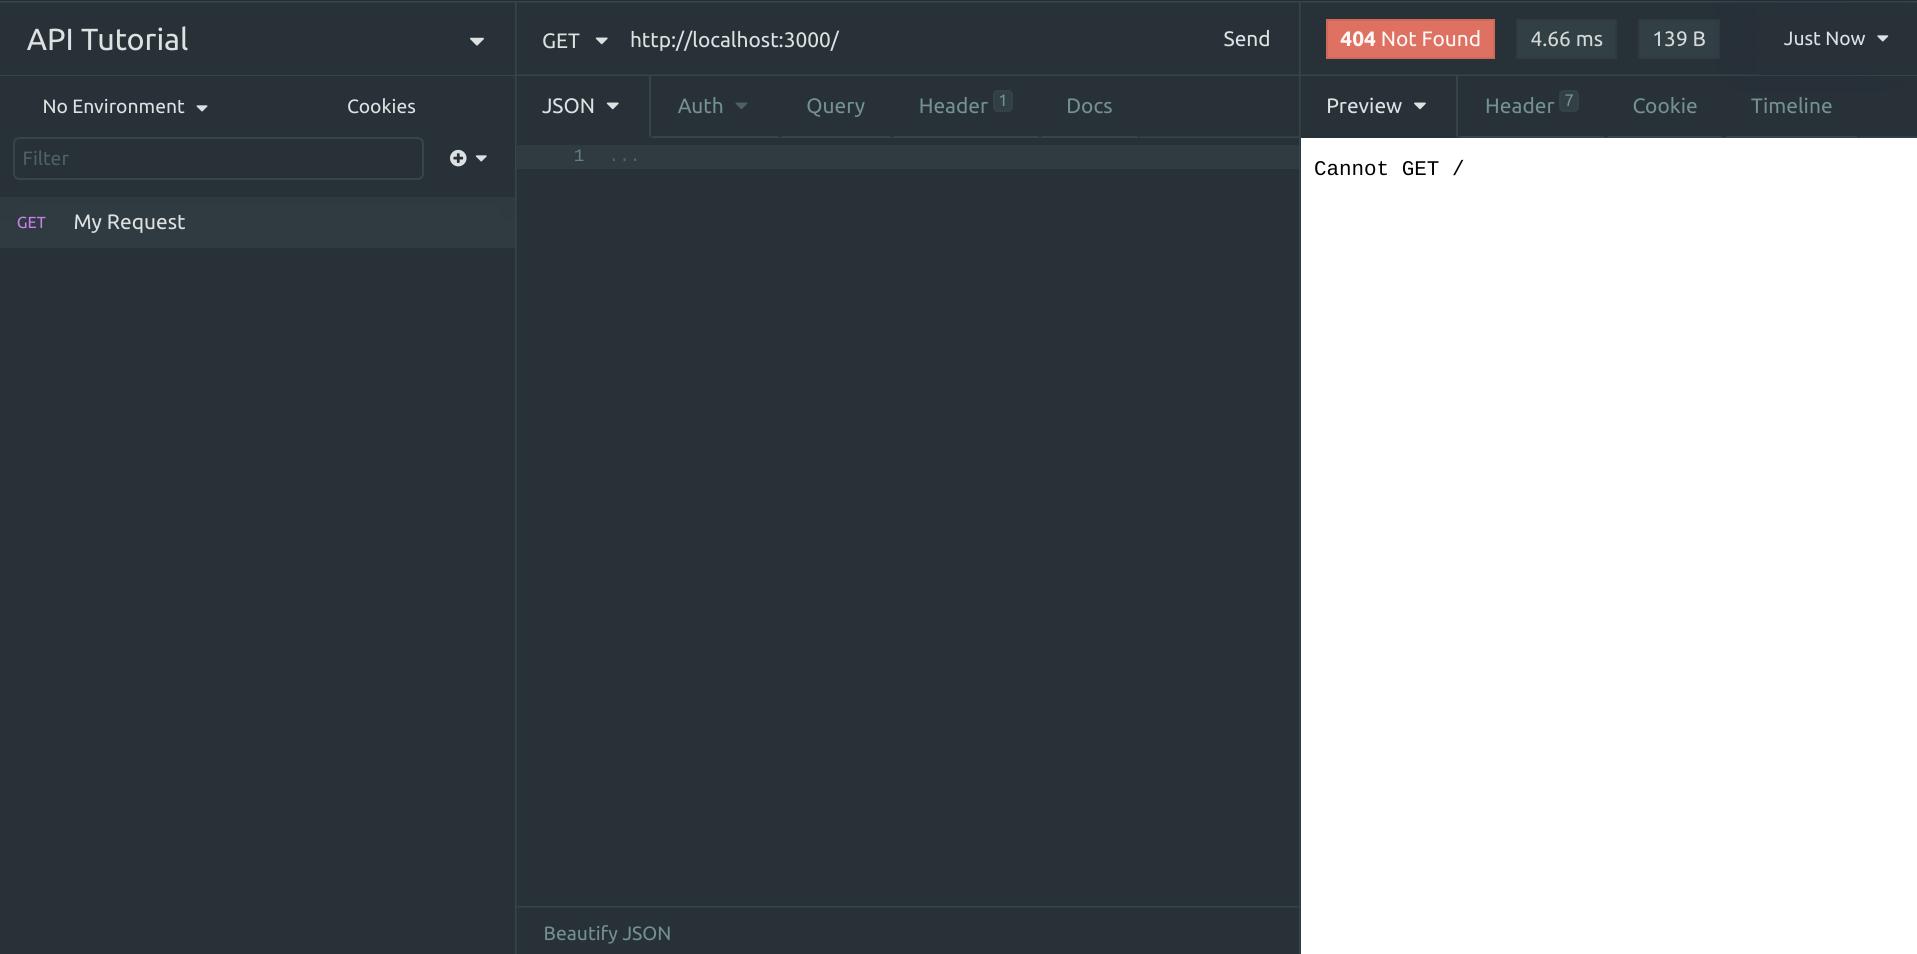 API Tutorial
No Environment Cookies
Filter
GET My Request
GET http://localhost:3000/ Send
JSON Auth Query Header 1 Docs
1 ...
Beautify JSON
404 Not Found 4.66 ms 139 B Just Now
Preview Header 7 Cookie Timeline
Cannot GET /